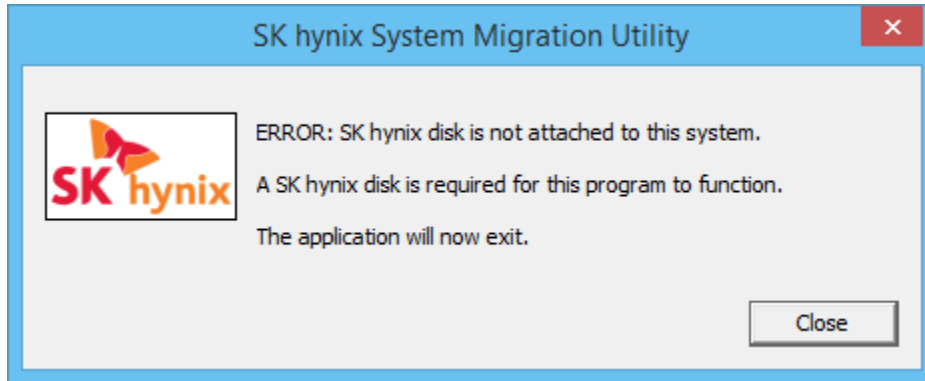 SK hynix System Migration Utility
ERROR: SK hynix disk is not attached to this system.
SK hynix
A SK hynix disk is required for this program to function.
The application will now exit.
Close